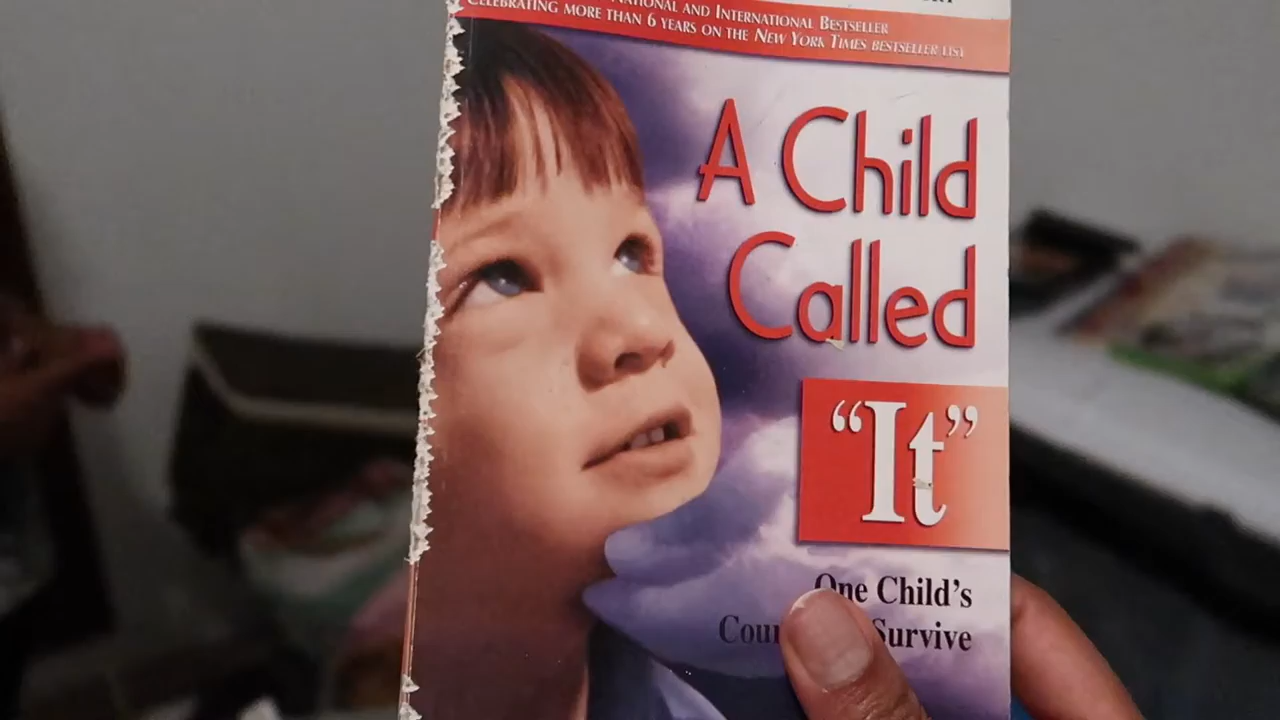 NATIONAL AND INTERNATIONAL BESTSELLER
CELEBRATING MORE THAN 6 YEARS ON THE NEW YORK TIMES BESTSELLER LIST
A Child
Called
“It”
One Child’s
Survive